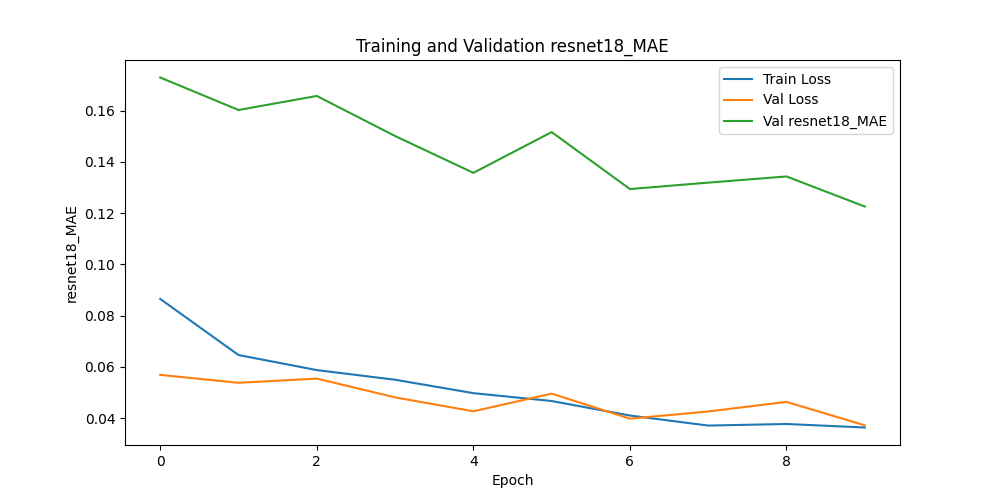 Training and Validation resnet18_MAE
Train Loss
Val Loss
Val resnet18_MAE
resnet18_MAE
0.16
0.14
0.12
0.10
0.08
0.06
0.04
0 2 4 6 8
Epoch